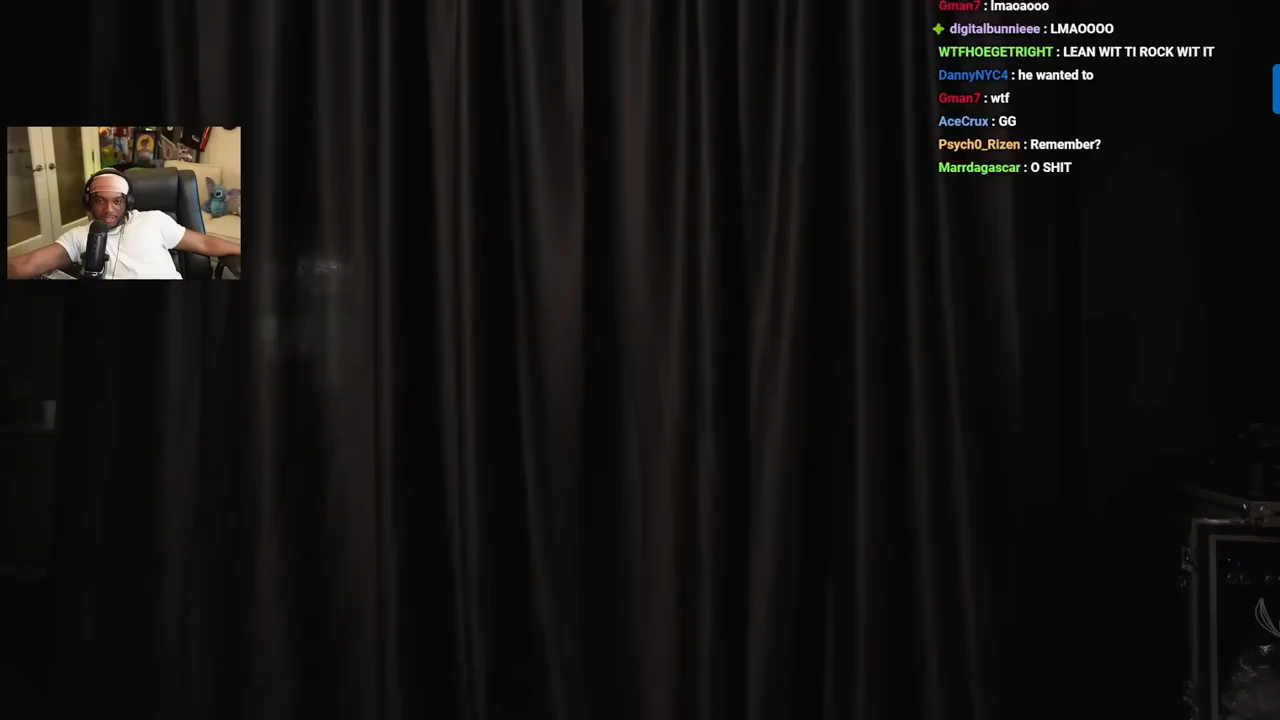 Gman7 : lmaoaooo
digitalbunnieee : LMAOOOO
WTFHOEGETRIGHT : LEAN WIT TI ROCK WIT IT
DannyNYC4 : he wanted to
Gman7 : wtf
AceCrux : GG
Psych0_Rizen : Remember?
Marrdagascar : O SHIT